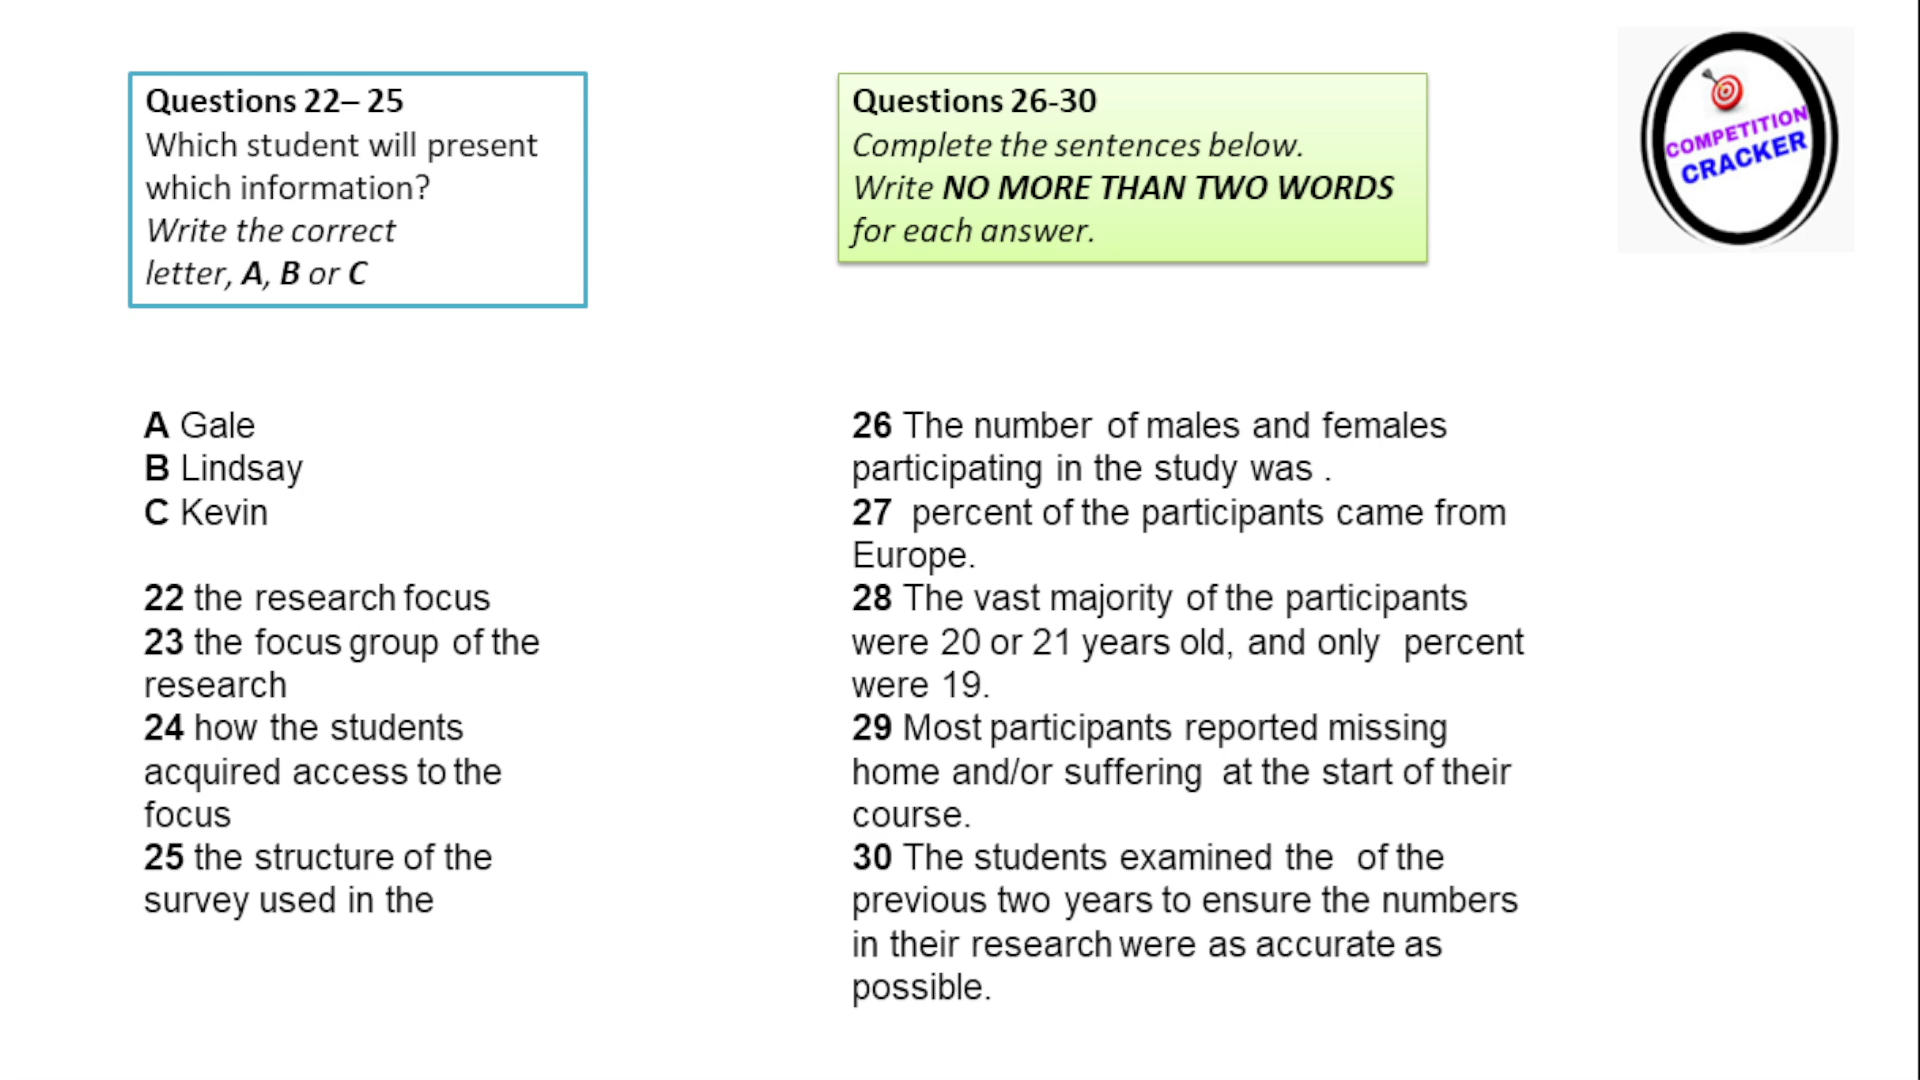 Questions 22– 25
Which student will present
which information?
Write the correct
letter, A, B or C
A Gale
B Lindsay
C Kevin
22 the research focus
23 the focus group of the
research
24 how the students
acquired access to the
focus
25 the structure of the
survey used in the
Questions 26-30
Complete the sentences below.
Write NO MORE THAN TWO WORDS
for each answer.
26 The number of males and females
participating in the study was .
27 percent of the participants came from
Europe.
28 The vast majority of the participants
were 20 or 21 years old, and only percent
were 19.
29 Most participants reported missing
home and/or suffering at the start of their
course.
30 The students examined the of the
previous two years to ensure the numbers
in their research were as accurate as
possible.
COMPETITION
CRACKER